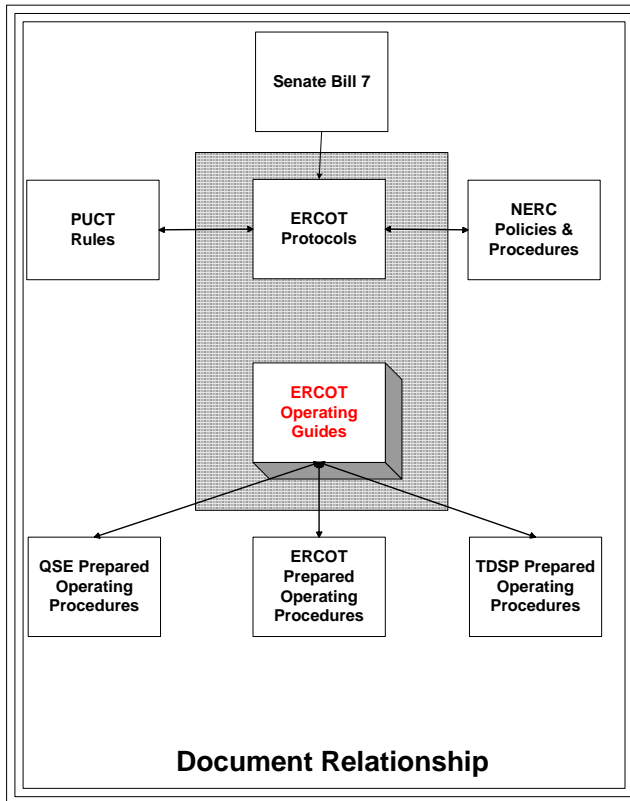 Senate Bill 7
PUCT
Rules
ERCOT
Protocols
NERC
Policies &
Procedures
ERCOT
Operating
Guides
QSE Prepared
Operating
Procedures
ERCOT
Prepared
Operating
Procedures
TDSP Prepared
Operating
Procedures
Document Relationship